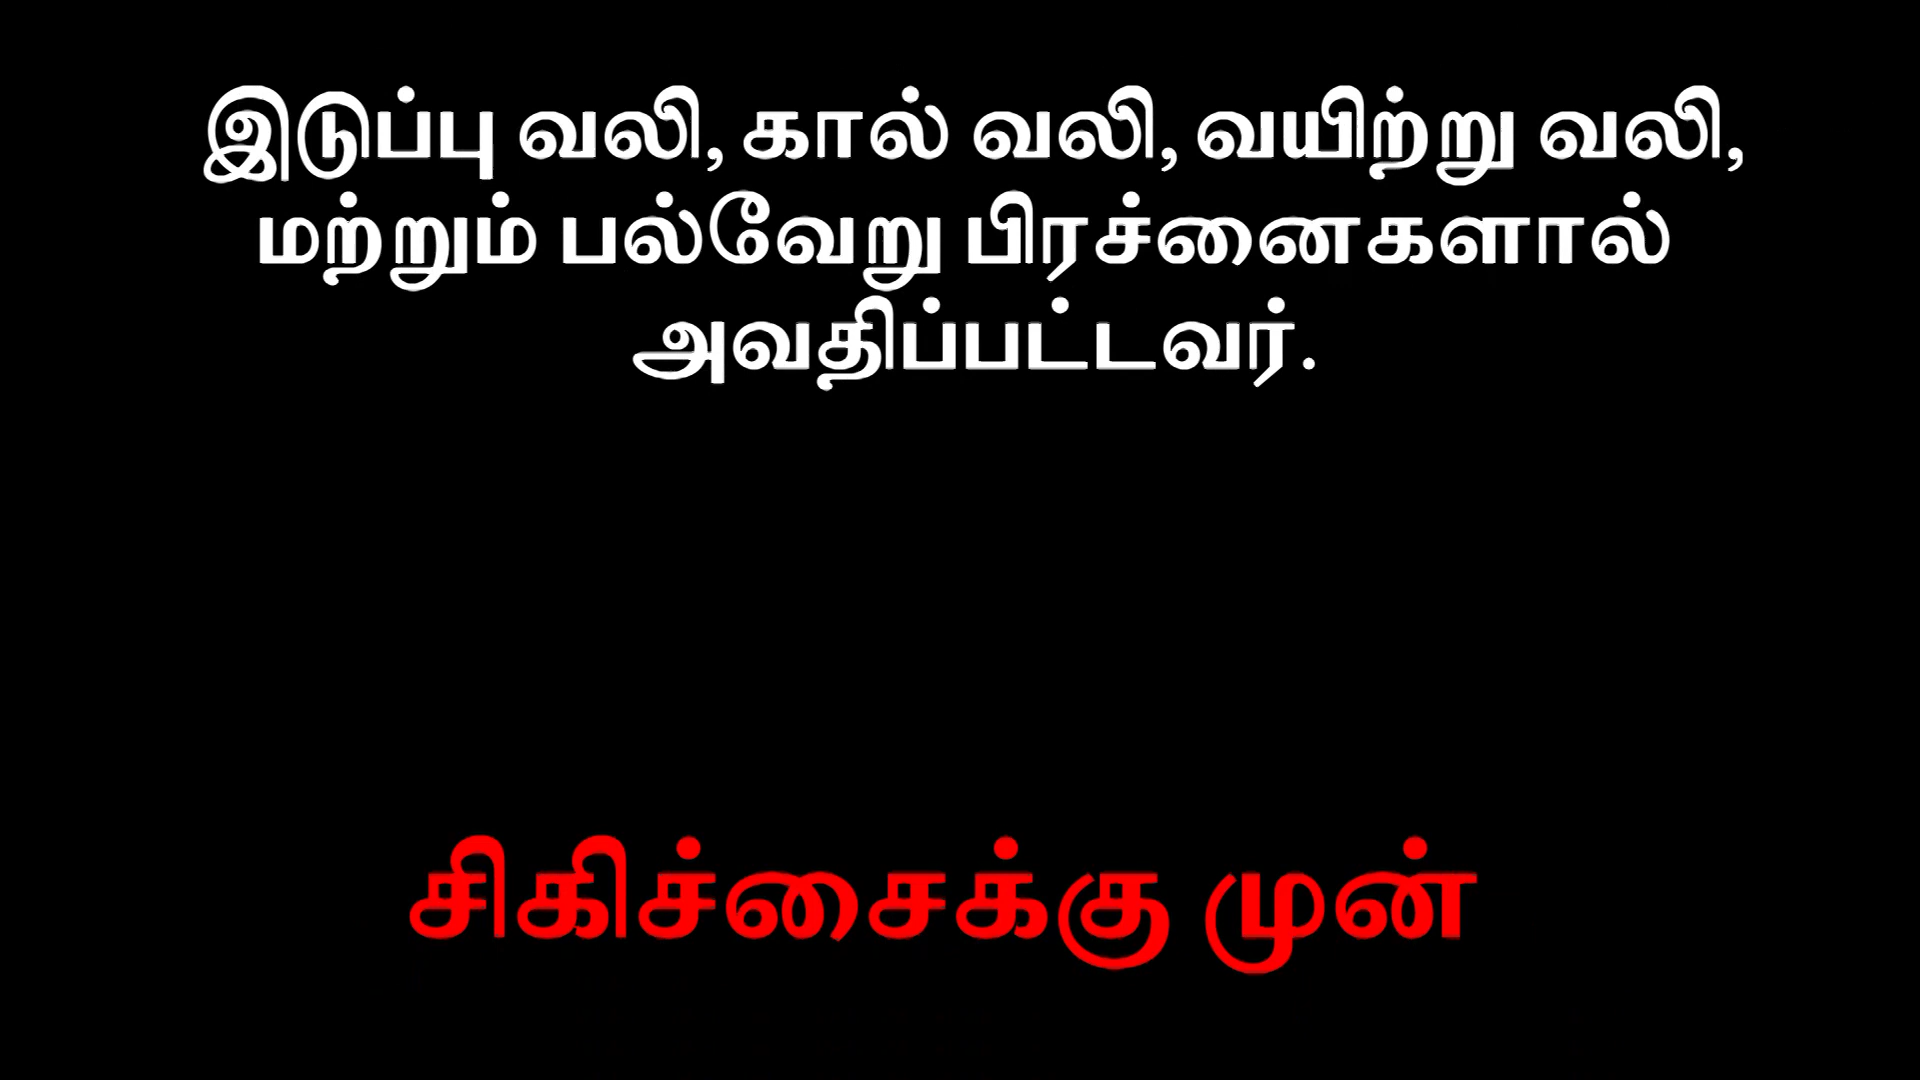 இடுப்பு வலி, கால் வலி, வயிற்று வலி,
மற்றும் பல்வேறு பிரச்னைகளால்
அவதிப்பட்டவர்.
சிகிச்சைக்கு முன்